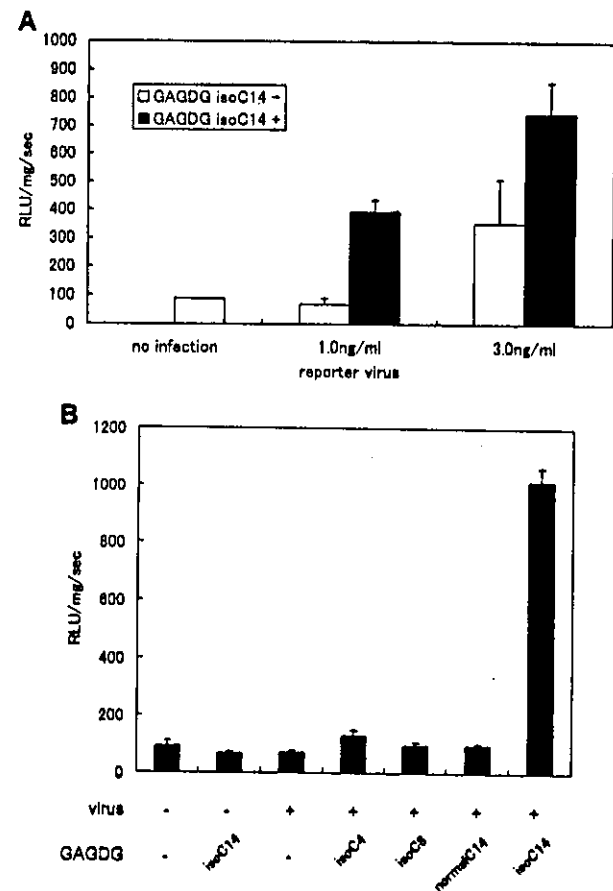 A
1000
900
800
700
600
500
400
300
200
100
0
RLU/mg/sec
GAGDG isoC14 -
GAGDG isoC14 +
no infection
1.0ng/ml
3.0ng/ml
reporter virus
B
1200
1000
800
600
400
200
0
RLU/mg/sec
virus - - + + + + +
GAGDG - isoC14 - isoC4 isoC8 normalC14 isoC14